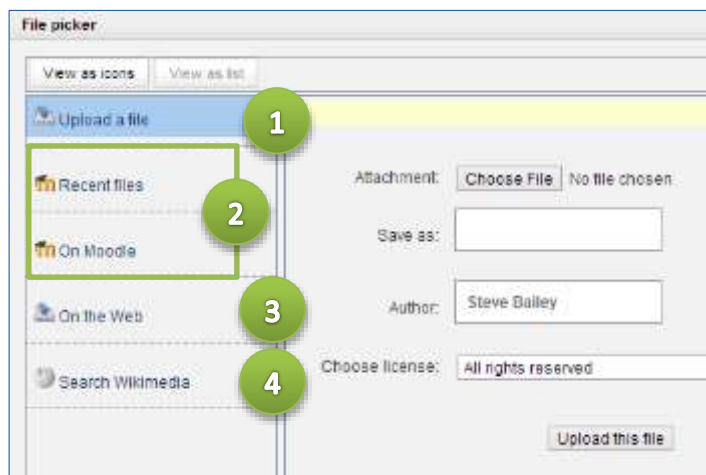 File picker
View as icons View as list
Upload a file
1
Recent files
2
On Moodle
On the Web
3
Search Wikimedia
4
Attachment: Choose File No file chosen
Save as:
Author: Steve Bailey
Choose license: All rights reserved
Upload this file